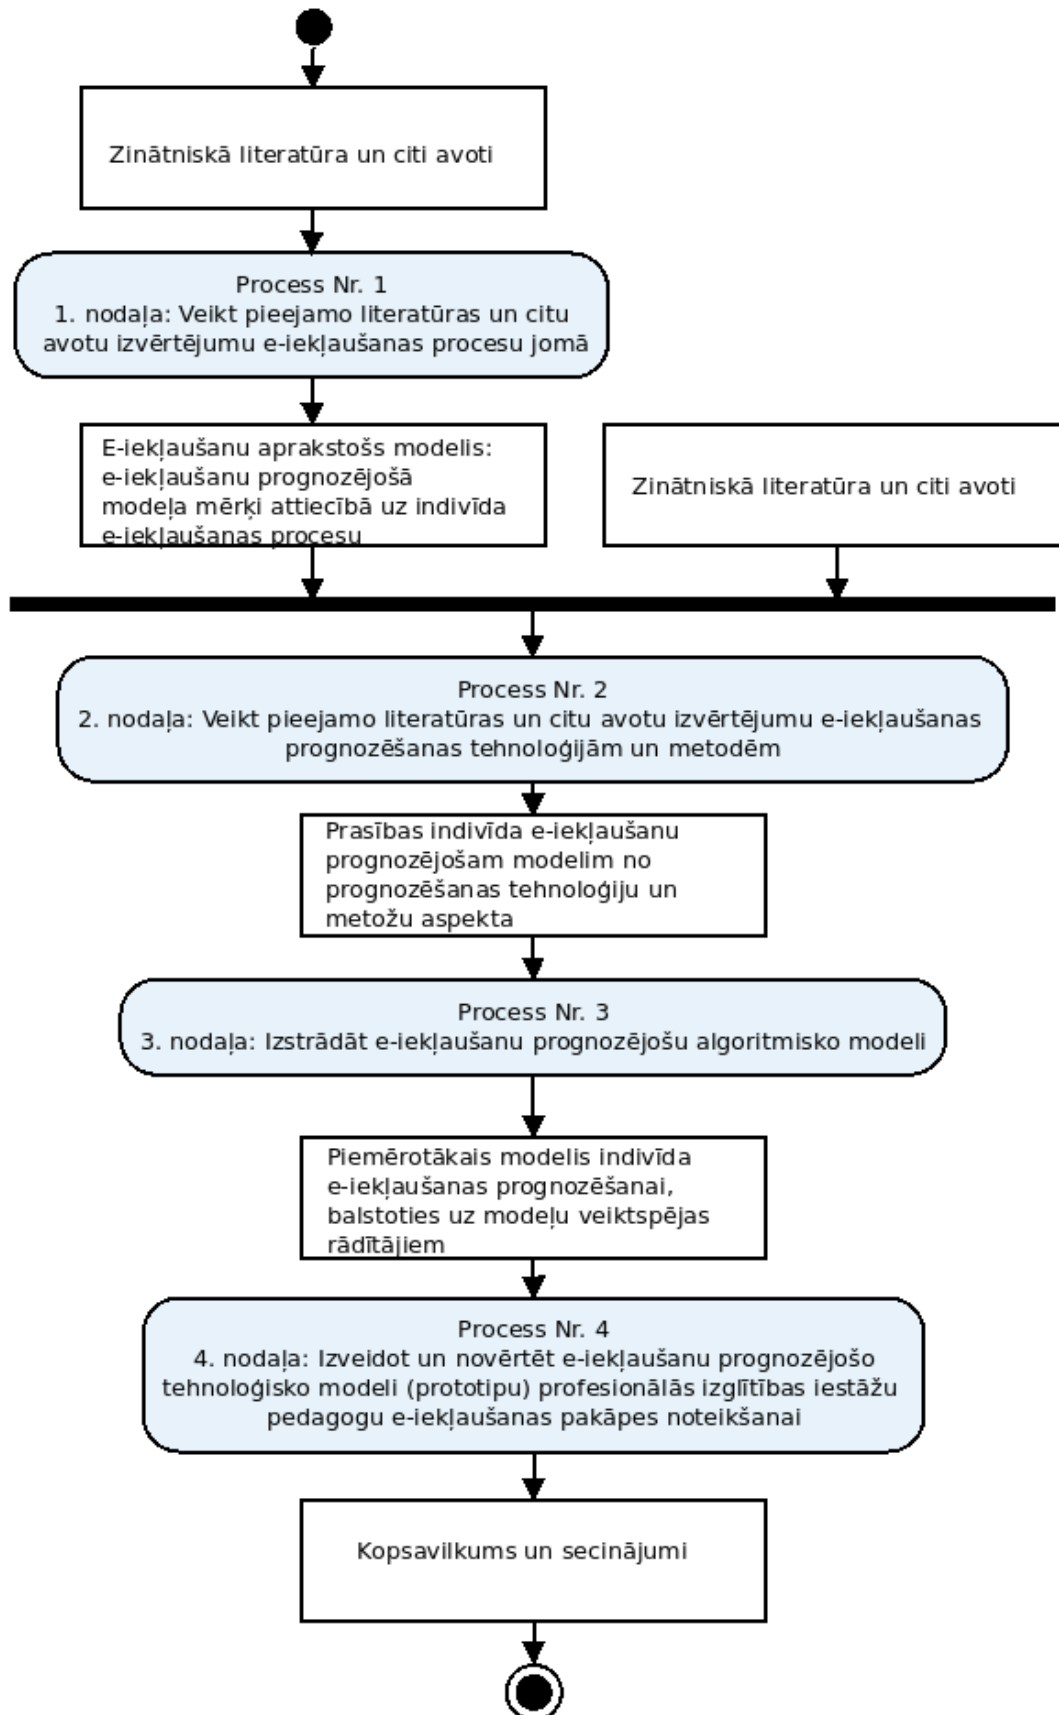 Zinātniskā literatūra un citi avoti
Process Nr. 1
1. nodaļa: Veikt pieejamo literatūras un citu
avotu izvērtējumu e-iekļaušanas procesu jomā
E-iekļaušanu aprakstošs modelis:
e-iekļaušanu prognozējošā
modeļa mērķi attiecībā uz indivīda
e-iekļaušanas procesu
Zinātniskā literatūra un citi avoti
Process Nr. 2
2. nodaļa: Veikt pieejamo literatūras un citu avotu izvērtējumu e-iekļaušanas
prognozēšanas tehnoloģijām un metodēm
Prasības indivīda e-iekļaušanu
prognozējošam modelim no
prognozēšanas tehnoloģiju un
metožu aspekta
Process Nr. 3
3. nodaļa: Izstrādāt e-iekļaušanu prognozējošu algoritmisko modeli
Piemērotākais modelis indivīda
e-iekļaušanas prognozēšanai,
balstoties uz modeļu veiktspējas
rādītājiem
Process Nr. 4
4. nodaļa: Izveidot un novērtēt e-iekļaušanu prognozējošo
tehnoloģisko modeli (prototipu) profesionālās izglītības iestāžu
pedagogu e-iekļaušanas pakāpes noteikšanai
Kopsavilkums un secinājumi